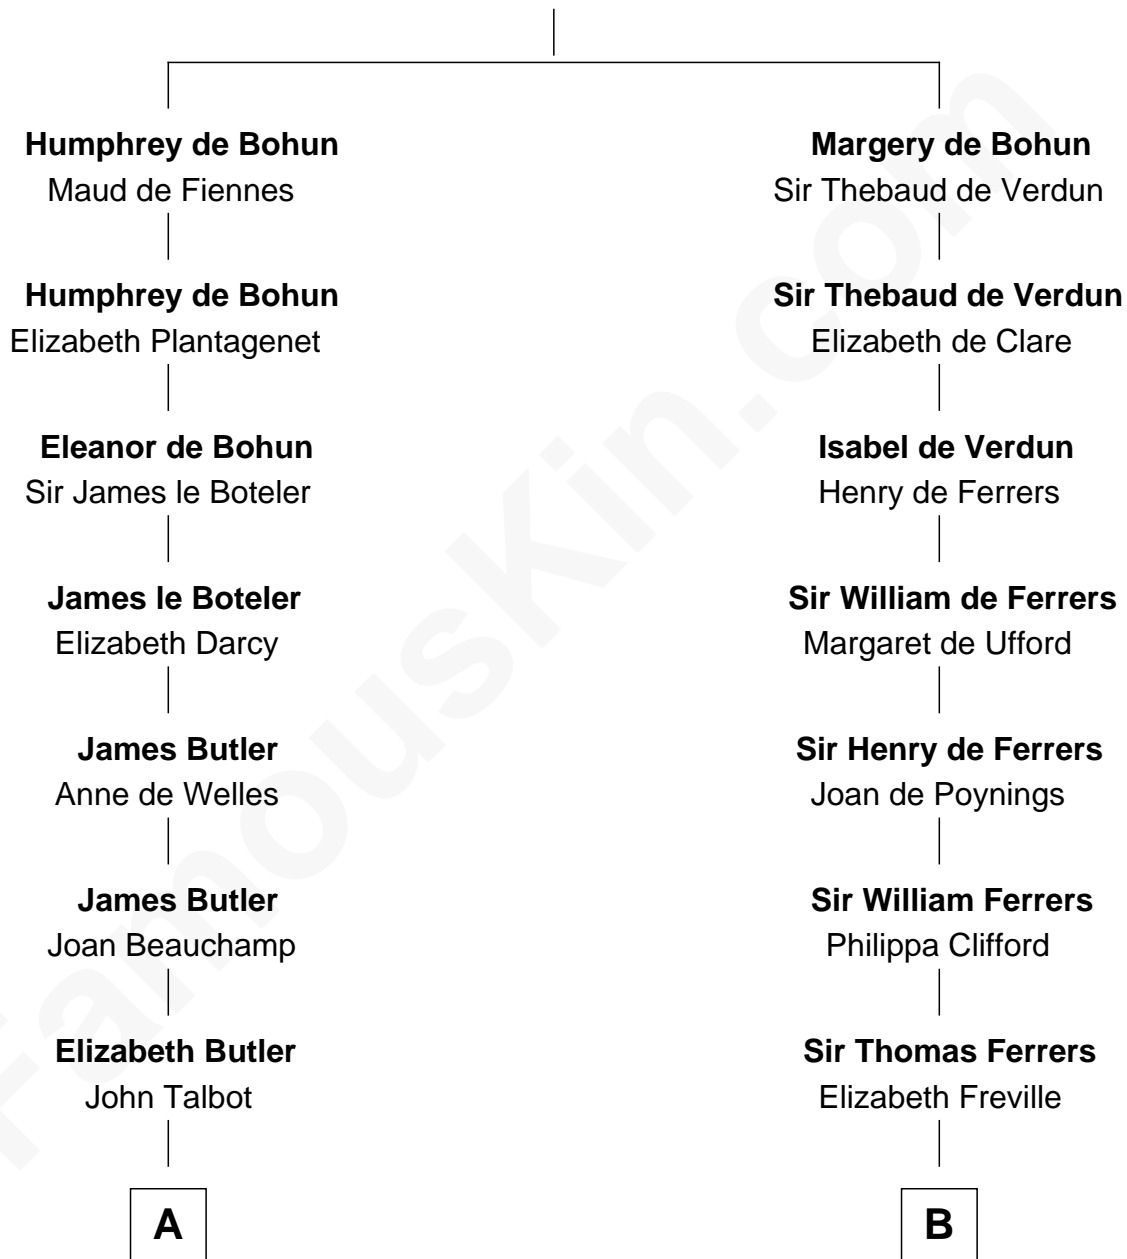 Humphrey de Bohun
Maud de Fiennes
Margery de Bohun
Sir Thebaud de Verdun
Humphrey de Bohun
Elizabeth Plantagenet
Sir Thebaud de Verdun
Elizabeth de Clare
Eleanor de Bohun
Sir James le Boteler
Isabel de Verdun
Henry de Ferrers
James le Boteler
Elizabeth Darcy
Sir William de Ferrers
Margaret de Ufford
James Butler
Anne de Welles
Sir Henry de Ferrers
Joan de Poynings
James Butler
Joan Beauchamp
Sir William Ferrers
Philippa Clifford
Elizabeth Butler
John Talbot
Sir Thomas Ferrers
Elizabeth Freville
A
B
FamousKin.com